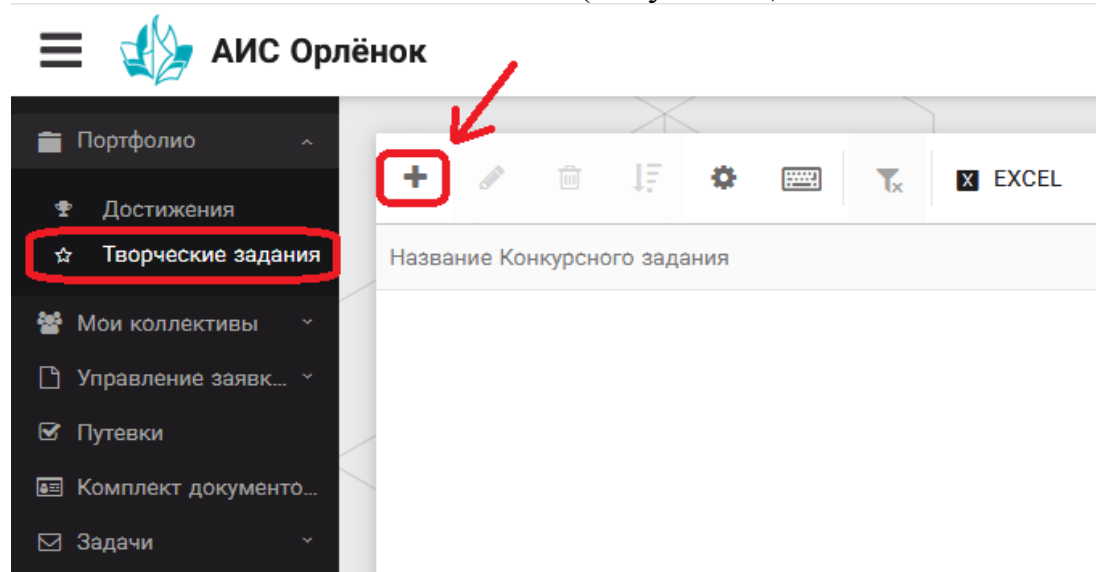 АИС Орлёнок
Портфолио
Достижения
Творческие задания
Мои коллективы
Управление заявк...
Путевки
Комплект документо...
Задачи
X EXCEL
Название Конкурсного задания